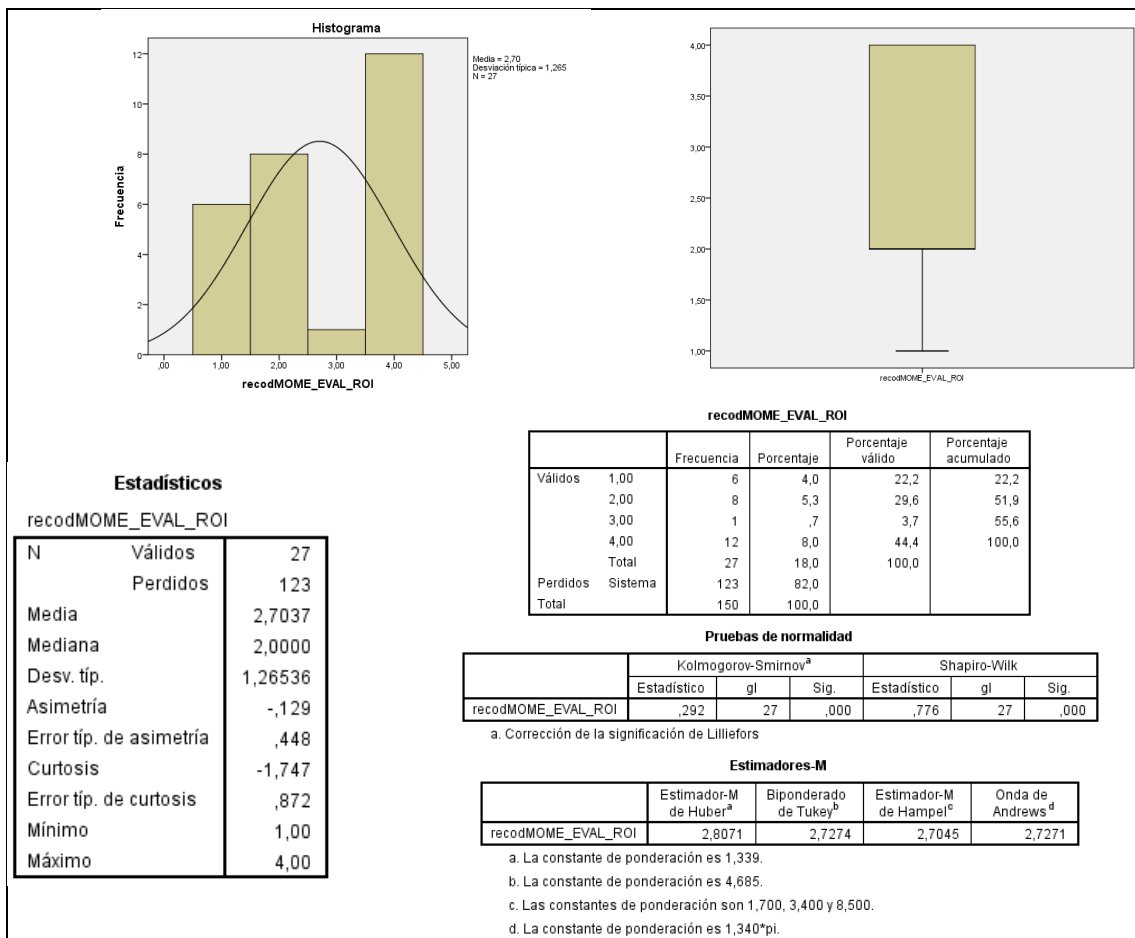 Histograma
Media = 2,70
Desviación típica = 1,265
N = 27
Frecuencia
12
10
8
6
4
2
0
,00 1,00 2,00 3,00 4,00 5,00
recodMOME_EVAL_ROI
4,00
3,50
3,00
2,50
2,00
1,50
1,00
recodMOME_EVAL_ROI
recodMOME_EVAL_ROI
Frecuencia Porcentaje Porcentaje válido Porcentaje acumulado
Válidos 1,00 6 4,0 22,2 22,2
2,00 8 5,3 29,6 51,9
3,00 1 ,7 3,7 55,6
4,00 12 8,0 44,4 100,0
Total 27 18,0 100,0
Perdidos Sistema 123 82,0
Total 150 100,0
Estadísticos
recodMOME_EVAL_ROI
N Válidos 27
Perdidos 123
Media 2,7037
Mediana 2,0000
Desv. típ. 1,26536
Asimetría -,129
Error típ. de asimetría ,448
Curtosis -1,747
Error típ. de curtosis ,872
Mínimo 1,00
Máximo 4,00
Pruebas de normalidad
Kolmogorov-Smirnov a Shapiro-Wilk
Estadístico gl Sig. Estadístico gl Sig.
recodMOME_EVAL_ROI ,292 27 ,000 ,776 27 ,000
a. Corrección de la significación de Lilliefors
Estimadores-M
Estimador-M de Huber a Biponderado de Tukey b Estimador-M de Hampel c Onda de Andrews d
recodMOME_EVAL_ROI 2,8071 2,7274 2,7045 2,7271
a. La constante de ponderación es 1,339.
b. La constante de ponderación es 4,685.
c. Las constantes de ponderación son 1,700, 3,400 y 8,500.
d. La constante de ponderación es 1,340*pi.